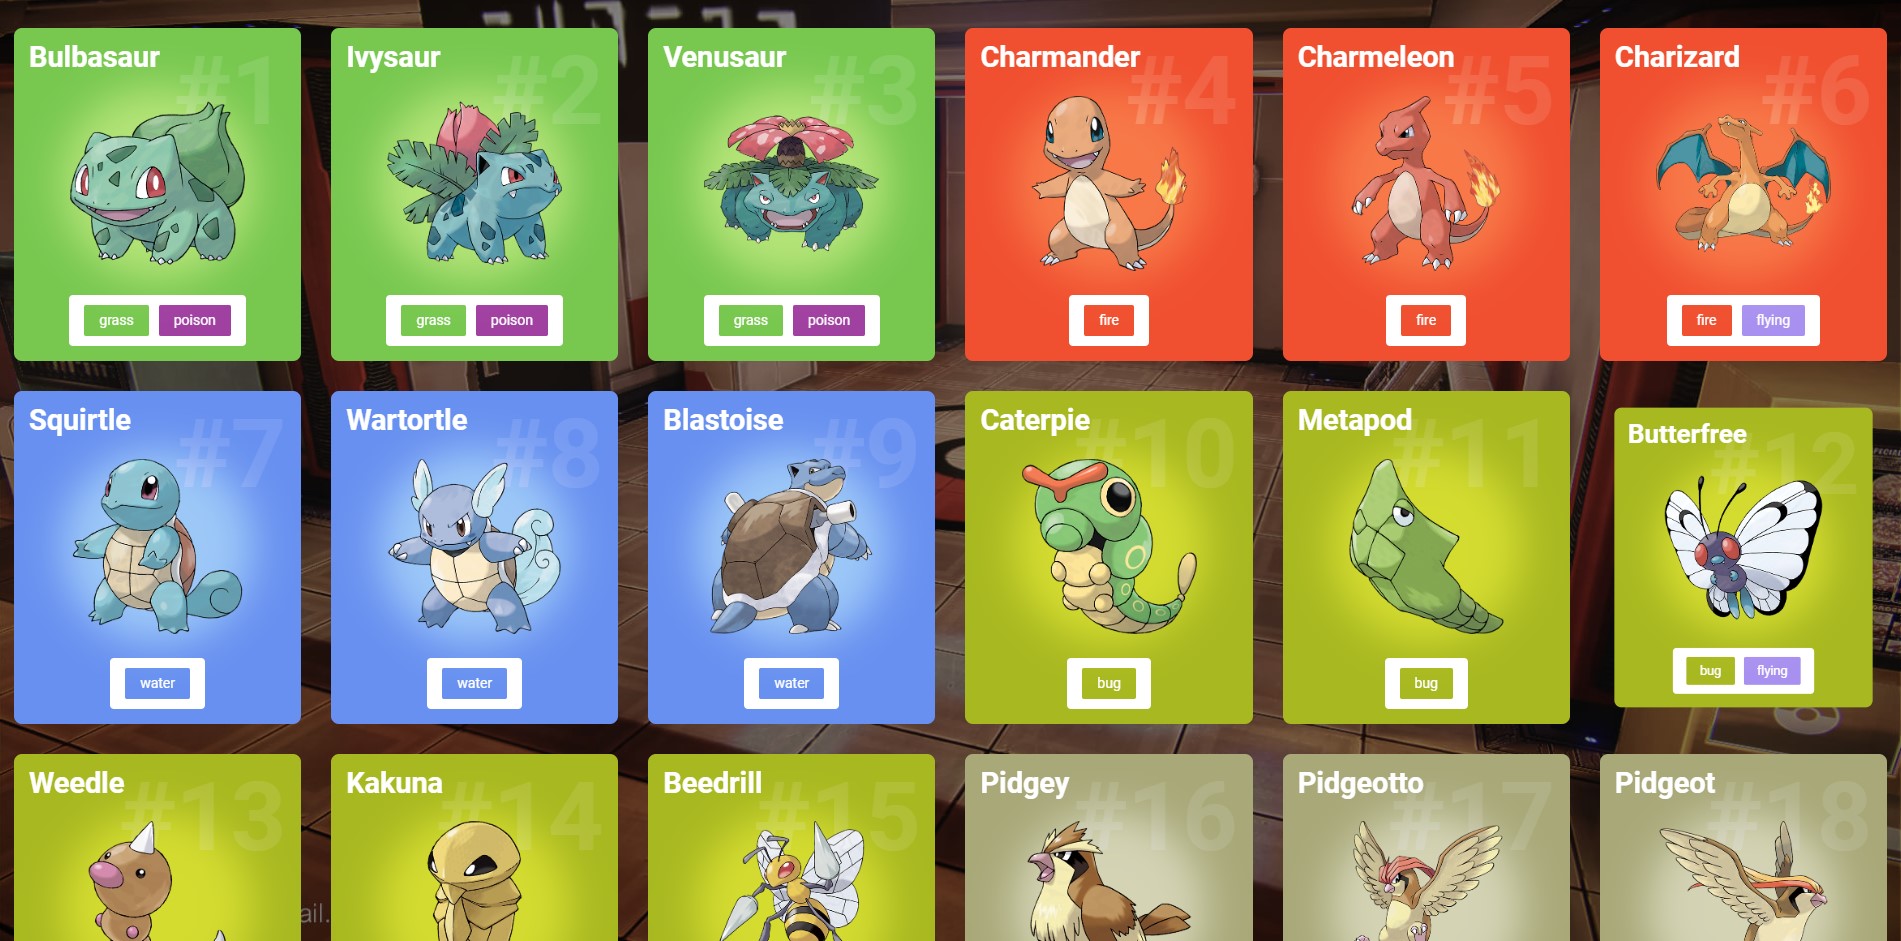 Bulbasaur
#1
grass poison
Ivysaur
#2
grass poison
Venusaur
#3
grass poison
Charmander
#4
fire
Charmeleon
#5
fire
Charizard
#6
fire flying
Squirtle
#7
water
Wartortle
#8
water
Blastoise
#9
water
Caterpie
#10
bug
Metapod
#11
bug
Butterfree
#12
bug flying
Weedle
#13
Kakuna
#14
Beedrill
#15
Pidgey
#16
Pidgeotto
#17
Pidgeot
#18
ail.